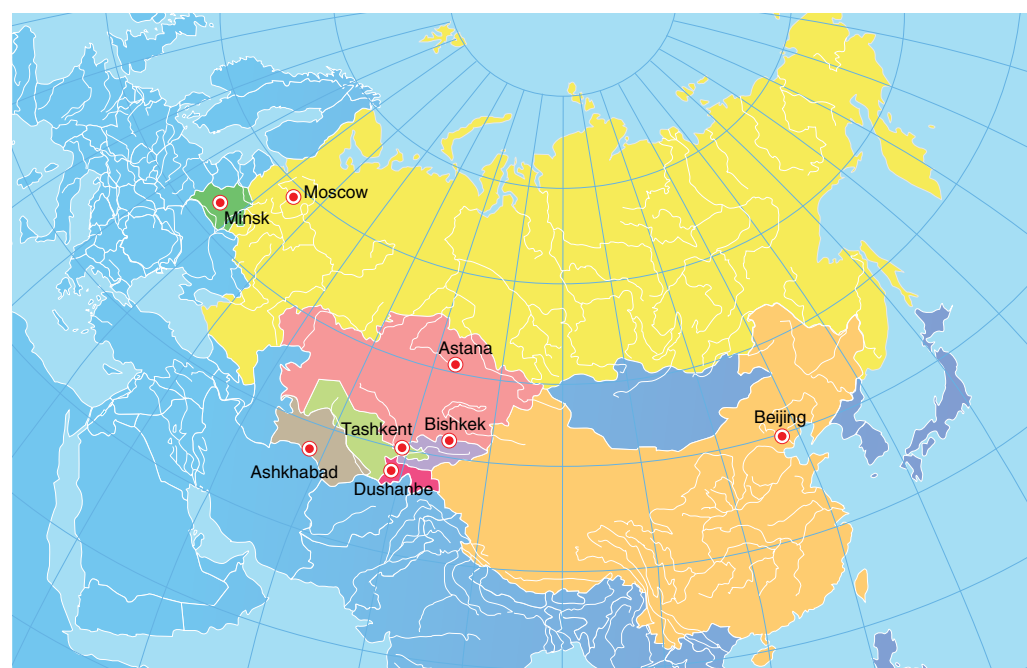 Moscow
Minsk
Astana
Beijing
Bishkek
Tashkent
Ashkhabad
Dushanbe